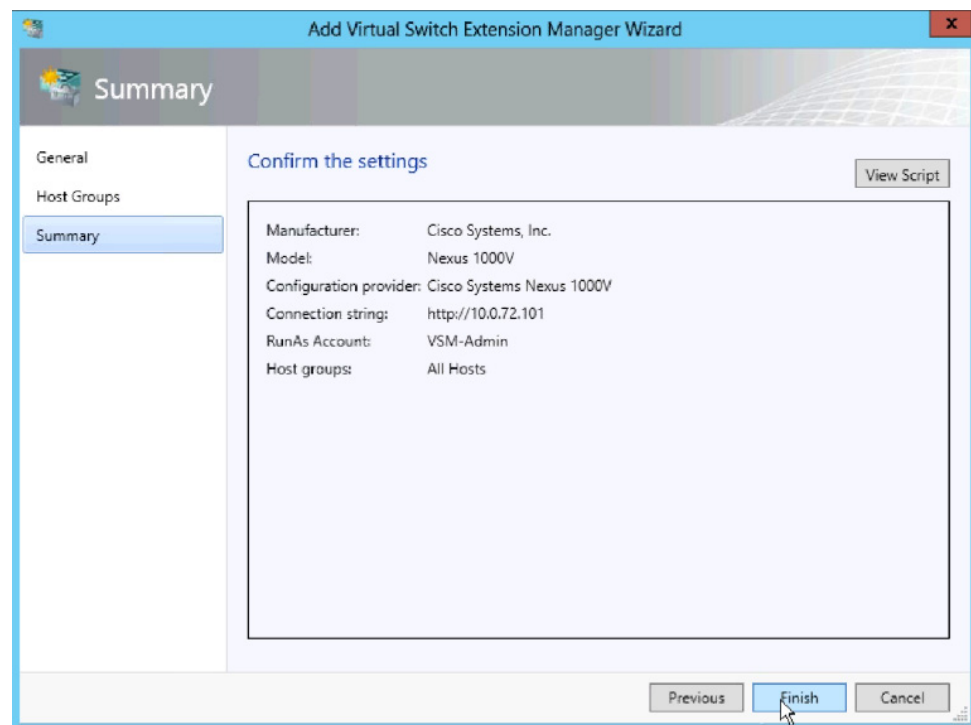 Add Virtual Switch Extension Manager Wizard
x
Summary
General
Host Groups
Summary
Confirm the settings
View Script
Manufacturer: Cisco Systems, Inc.
Model: Nexus 1000V
Configuration provider: Cisco Systems Nexus 1000V
Connection string: http://10.0.72.101
RunAs Account: VSM-Admin
Host groups: All Hosts
Previous Finish Cancel